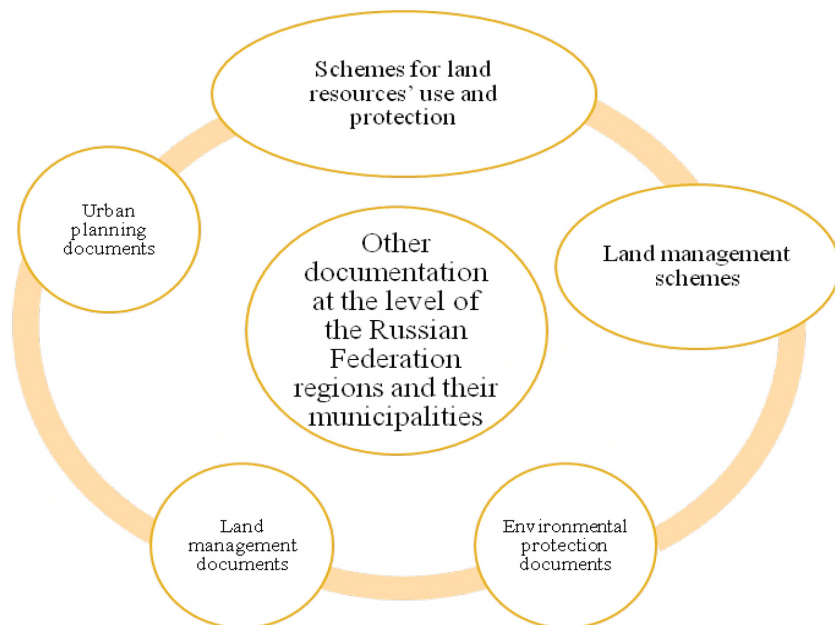 Schemes for land
resources’ use and
protection
Urban
planning
documents
Other
documentation
at the level of
the Russian
Federation
regions and their
municipalities
Land management
schemes
Land
management
documents
Environmental
protection
documents